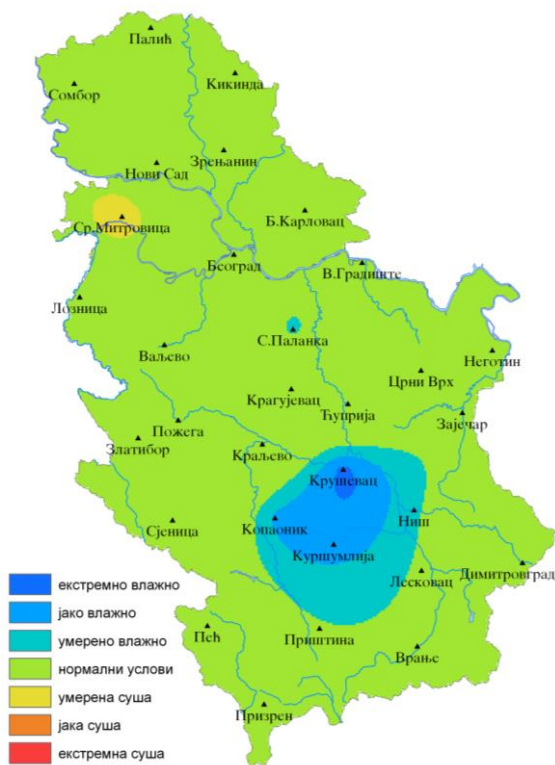 Палић
Сомбор
Кикинда
Зрењанин
Нови Сад
Б.Карловац
Ср.Митровица
Београд
В.Градиште
Лозница
С.Паланка
Ваљево
Неготин
Црни Врх
Крагујевац
Ћуприја
Зајечар
Пожега
Златибор
Краљево
Крушевац
Копаоник
Ниш
Сјеница
Куршумлија
Лесковац
Димитровград
Пећ
Приштина
Врање
Призрен
екстремно влажно
јако влажно
умерено влажно
нормални услови
умерена суша
јака суша
екстремна суша